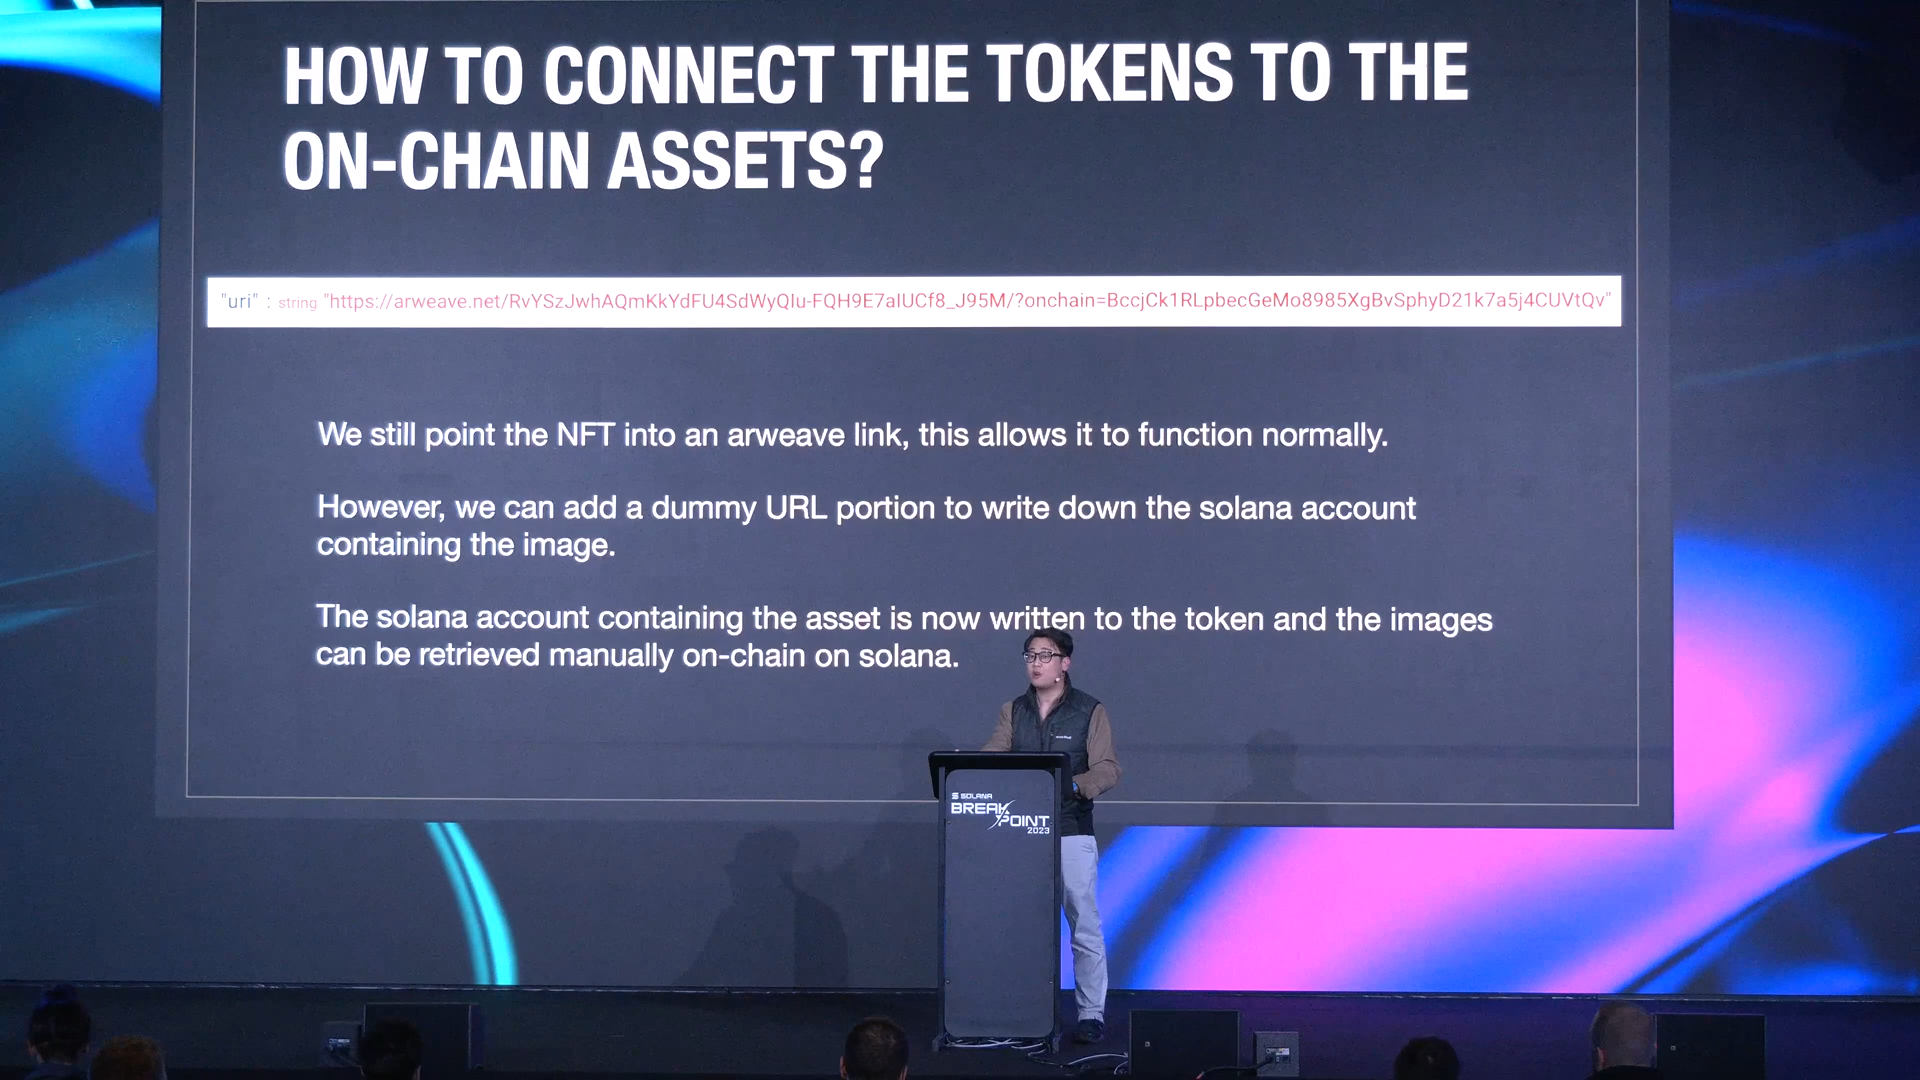 HOW TO CONNECT THE TOKENS TO THE
ON-CHAIN ASSETS?
"uri" : string "https://arweave.net/RvYSzJwhAQmKkYdFU4SdWyQIu-FQH9E7aIUCf8_J95M/?onchain=BccjCk1RLpbecGeMo8985XgBvSphyD21k7a5j4CUVtQv"
We still point the NFT into an arweave link, this allows it to function normally.
However, we can add a dummy URL portion to write down the solana account
containing the image.
The solana account containing the asset is now written to the token and the images
can be retrieved manually on-chain on solana.
SOLANA
BREAKPOINT
2023